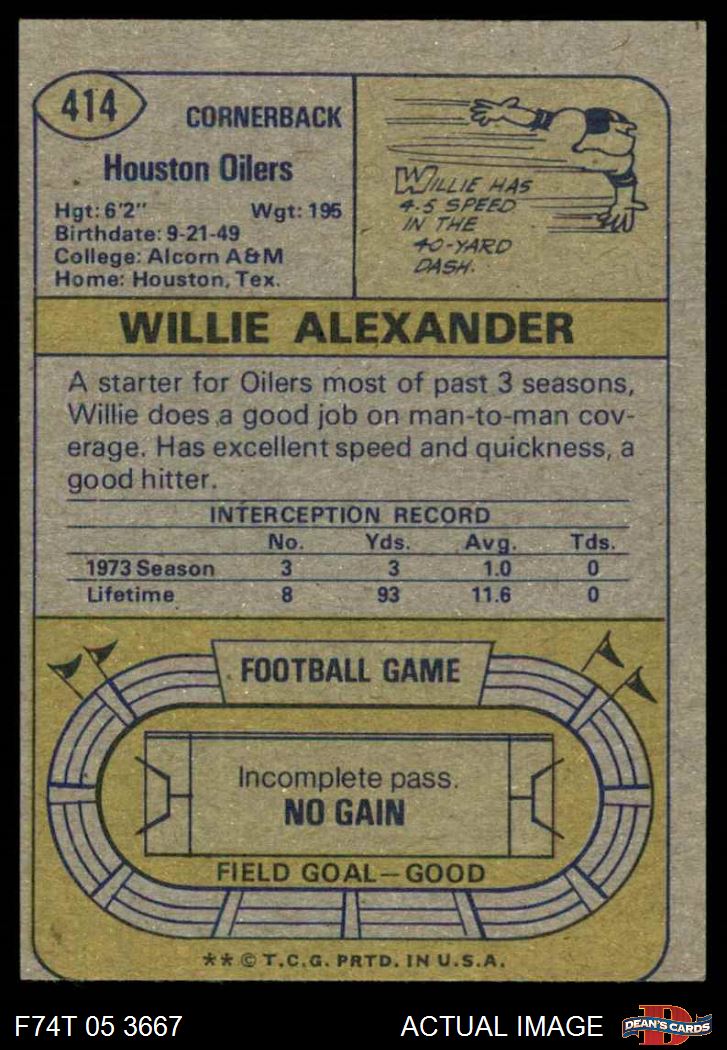 414
CORNERBACK
Houston Oilers
Hgt: 6'2" Wgt: 195
Birthdate: 9-21-49
College: Alcorn A&M
Home: Houston, Tex.
WILLIE HAS
4.5 SPEED
IN THE
40-YARD
DASH.
WILLIE ALEXANDER
A starter for Oilers most of past 3 seasons,
Willie does a good job on man-to-man cov-
erage. Has excellent speed and quickness, a
good hitter.
INTERCEPTION RECORD
No. Yds. Avg. Tds.
1973 Season 3 3 1.0 0
Lifetime 8 93 11.6 0
FOOTBALL GAME
Incomplete pass.
NO GAIN
FIELD GOAL—GOOD
** © T.C.G. PRTD. IN U.S.A.
F74T 05 3667 ACTUAL IMAGE
D
DEAN'S CARDS